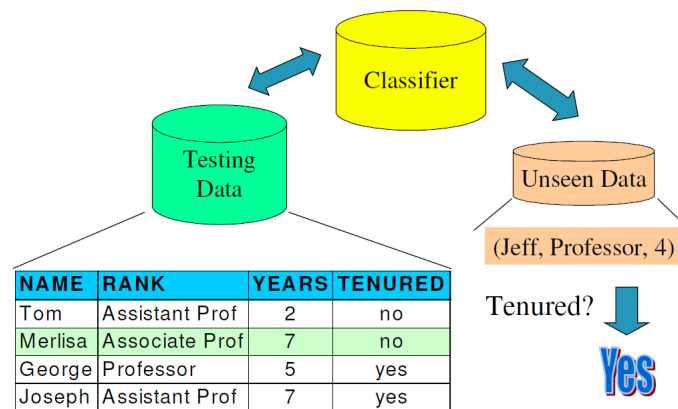 Classifier
Testing
Data
Unseen Data
(Jeff, Professor, 4)
NAME RANK YEARS TENURED
Tom Assistant Prof 2 no
Merlisa Associate Prof 7 no
George Professor 5 yes
Joseph Assistant Prof 7 yes
Tenured?
Yes